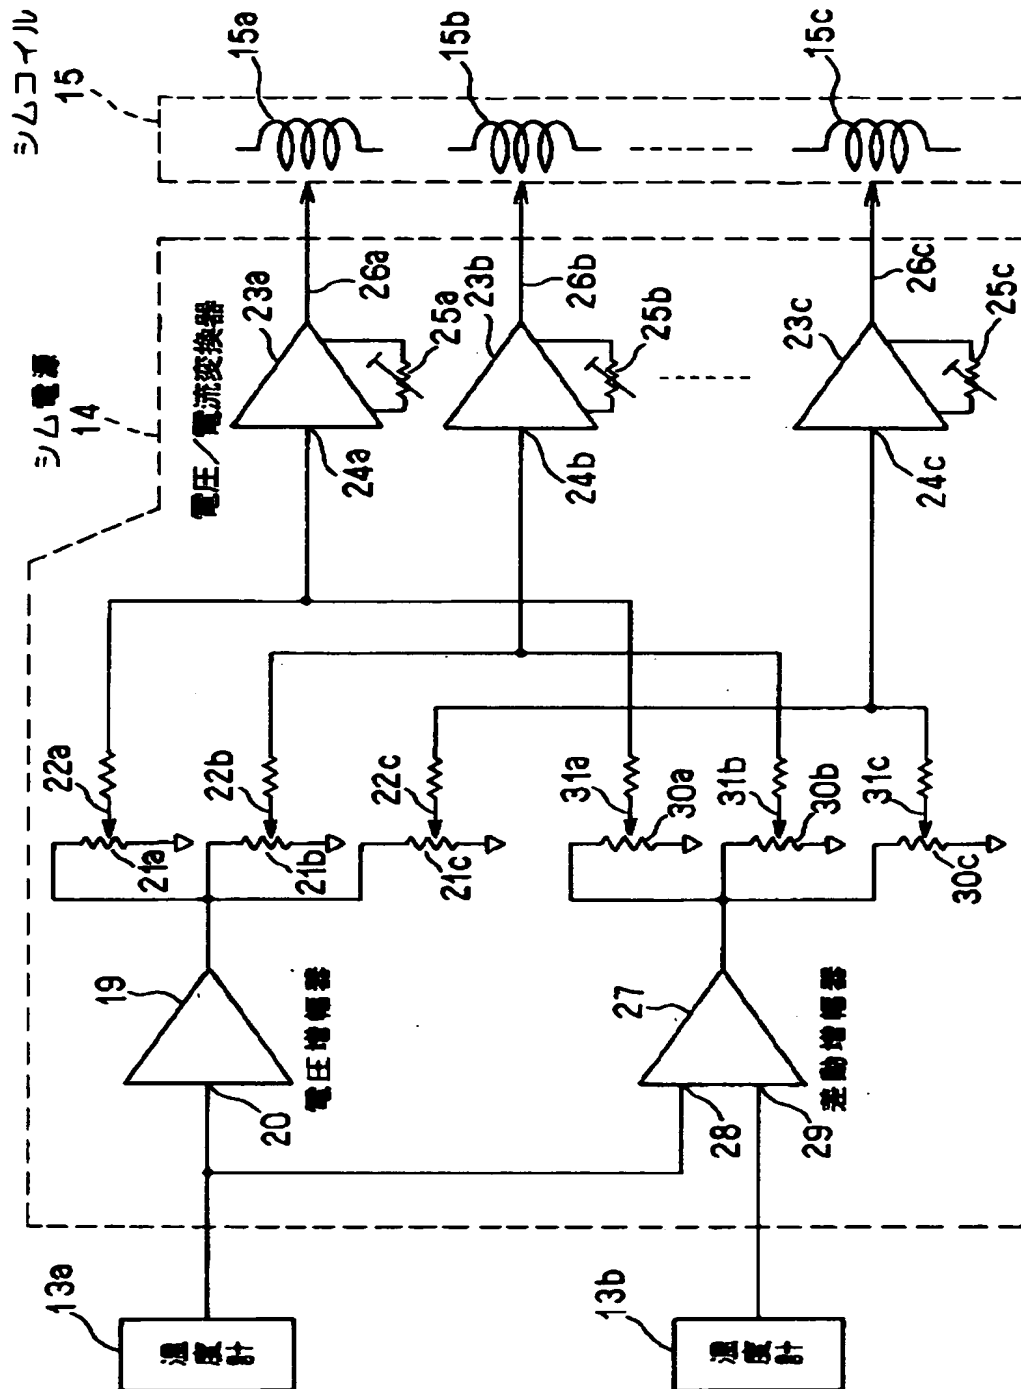 シムコイル
15
15a
15b
15c
シム電源
14
電圧/電流変換器
23a
24a
25a
26a
23b
24b
25b
26b
23c
24c
25c
26c
22a
21a
22b
21b
22c
21c
31a
30a
31b
30b
31c
30c
19
20
電圧増幅器
27
28
29
差動増幅器
13a
温度計
13b
温度計